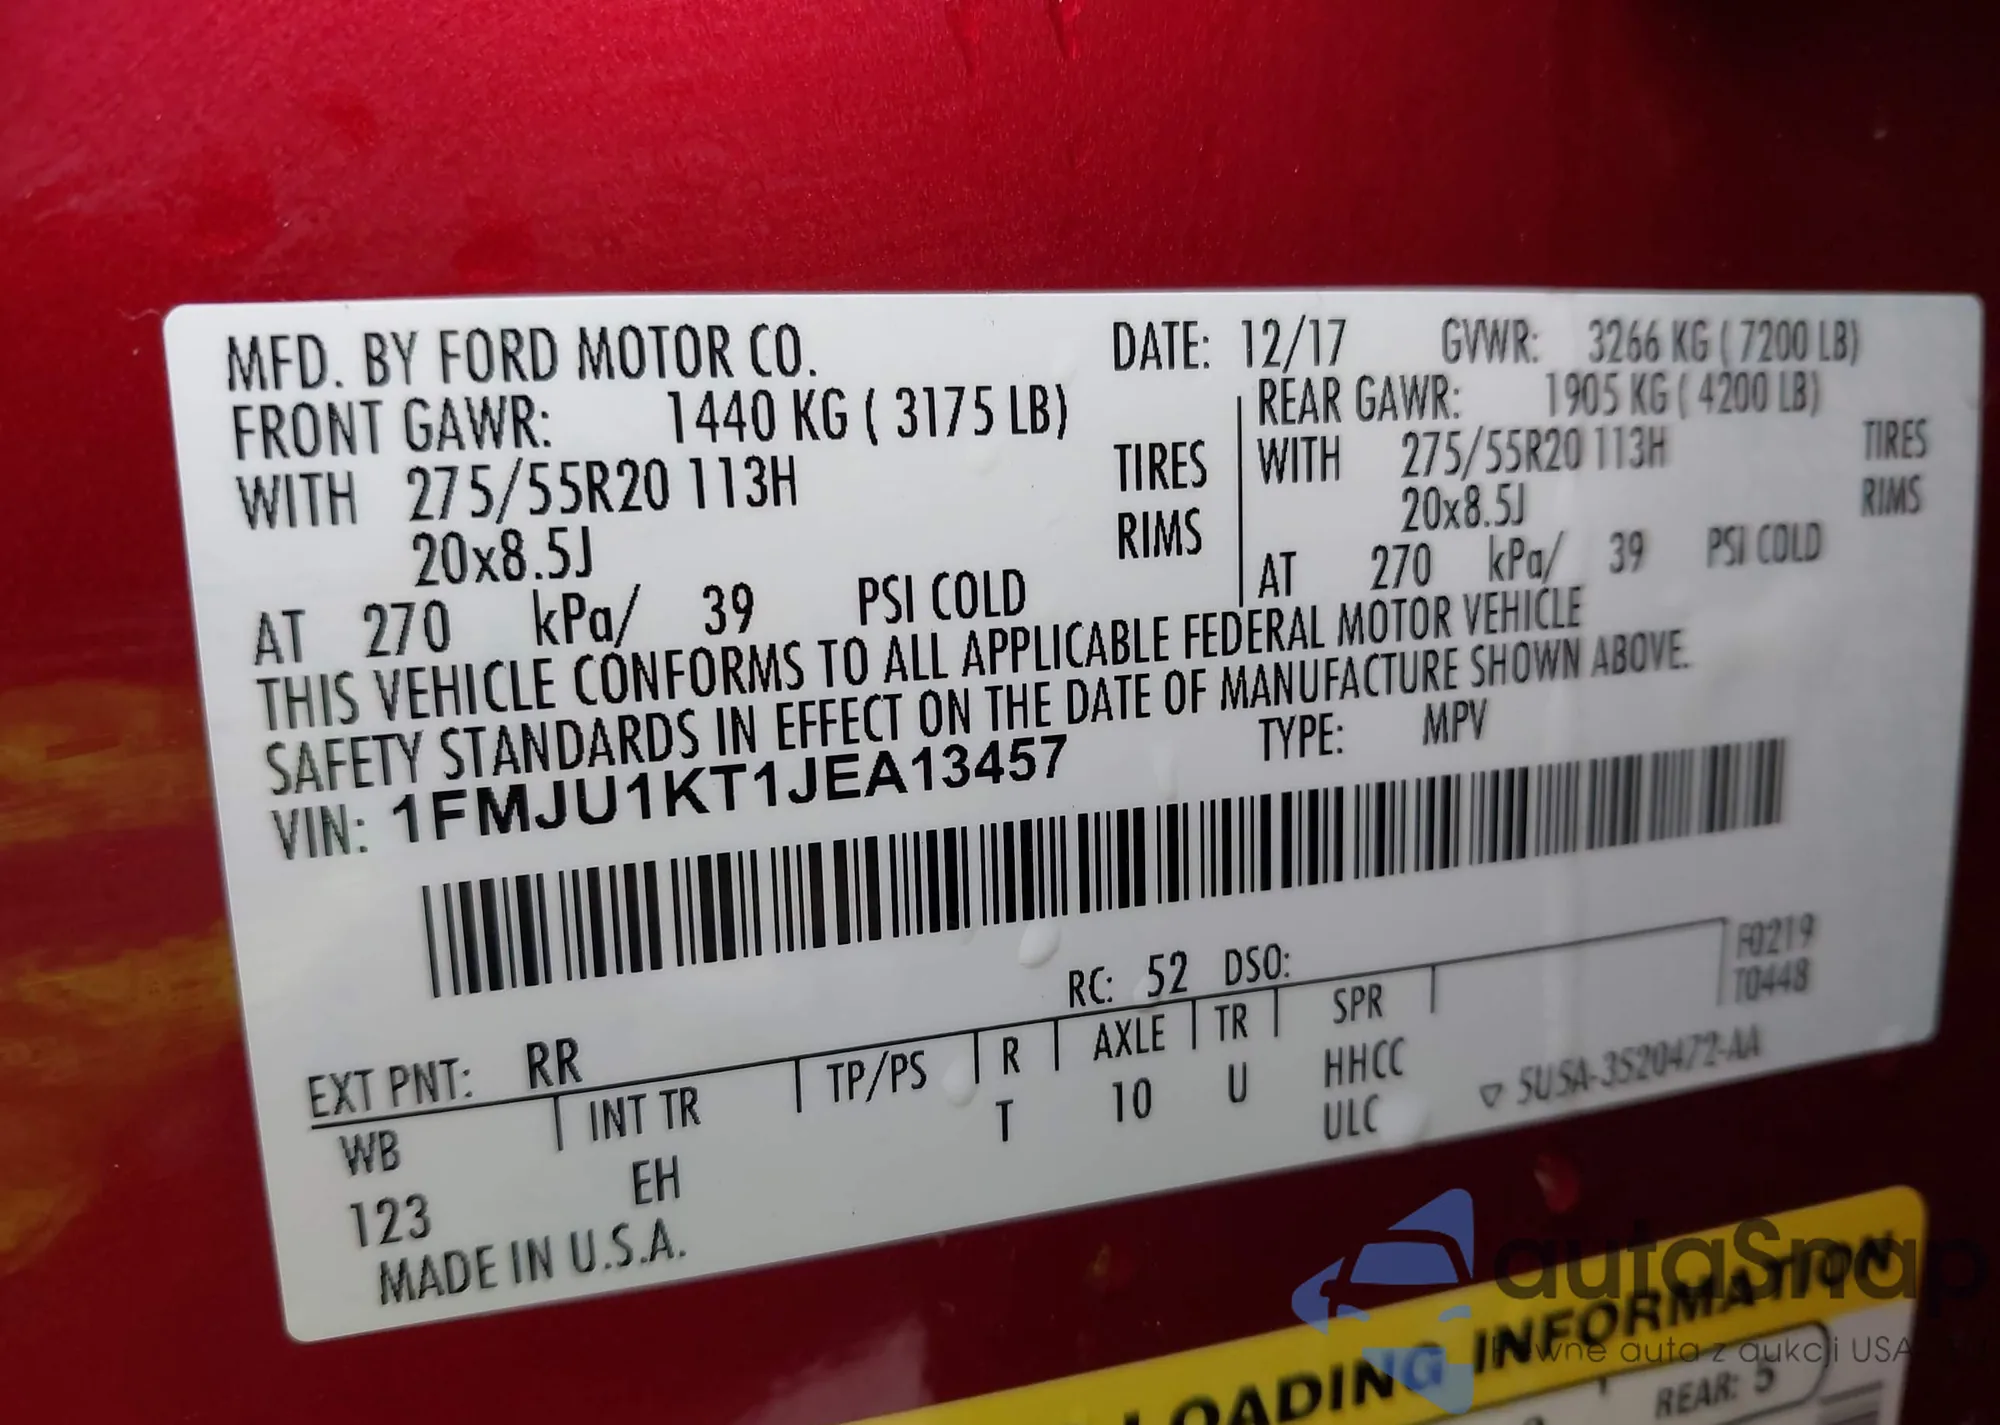 MFD. BY FORD MOTOR CO. DATE: 12/17 GVWR: 3266 KG ( 7200 LB)
FRONT GAWR: 1440 KG ( 3175 LB) REAR GAWR: 1905 KG ( 4200 LB)
WITH 275/55R20 113H TIRES WITH 275/55R20 113H TIRES
20x8.5J RIMS 20x8.5J RIMS
AT 270 kPa/ 39 PSI COLD AT 270 kPa/ 39 PSI COLD
THIS VEHICLE CONFORMS TO ALL APPLICABLE FEDERAL MOTOR VEHICLE
SAFETY STANDARDS IN EFFECT ON THE DATE OF MANUFACTURE SHOWN ABOVE.
VIN: 1FMJU1KT1JEA13457 TYPE: MPV
F0219
T0448
EXT PNT: RR RC: 52 DSO:
WB INT TR TP/PS R AXLE TR SPR
123 EH T 10 U HHCC
ULC
5USA-3520472-AA
MADE IN U.S.A.
autaSnap
Pewne auta z aukcji USA
LOADING INFORMATION
REAR: 5